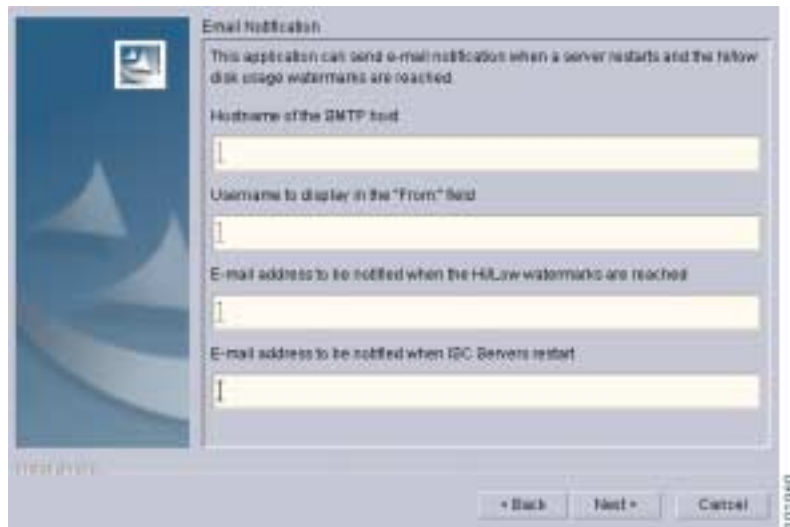 Email Notification
This application can send e-mail notification when a server restarts and the hi/low
disk usage watermarks are reached.
Hostname of the SMTP host
Username to display in the "From:" field
E-mail address to be notified when the Hi/Low watermarks are reached
E-mail address to be notified when ISC Servers restart
< Back
Next >
Cancel